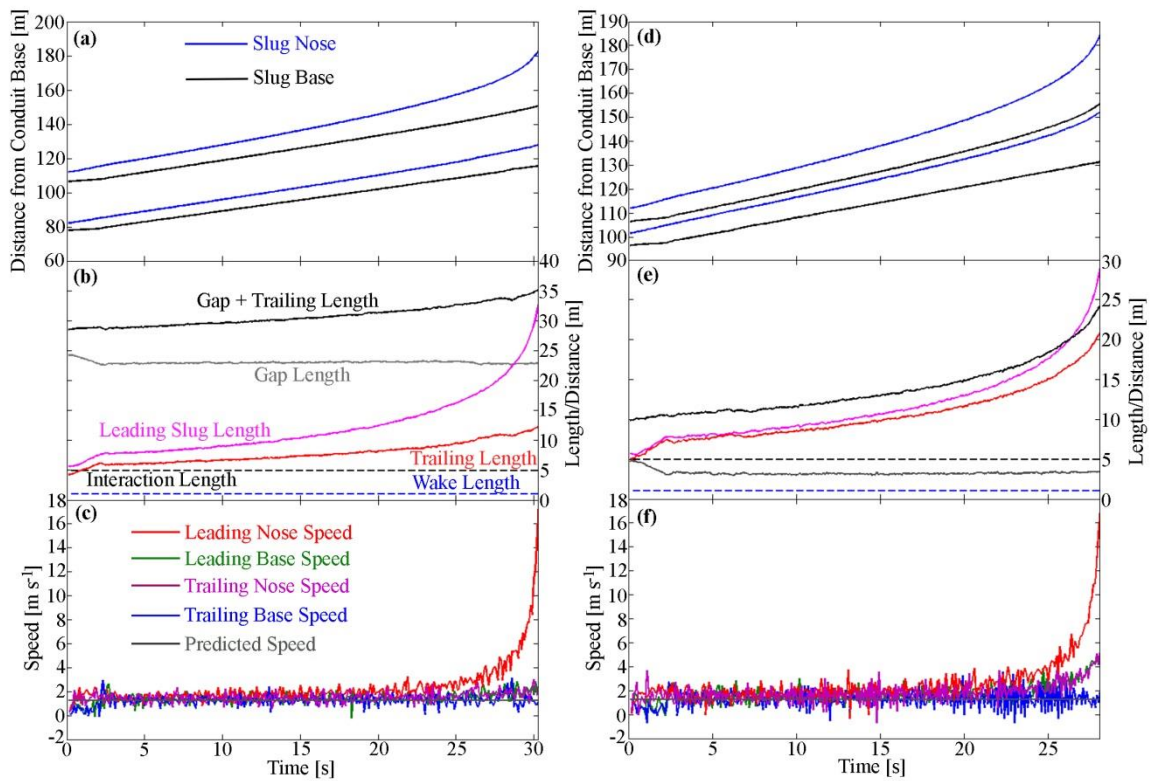 (a)
Slug Nose
Slug Base
Distance from Conduit Base [m]
200
180
160
140
120
100
80
60
(d)
Distance from Conduit Base [m]
190
180
170
160
150
140
130
120
110
100
90
(b)
Gap + Trailing Length
Gap Length
Leading Slug Length
Trailing Length
Interaction Length
Wake Length
40
35
30
25
20
15
10
5
0
Length/Distance [m]
(e)
30
25
20
15
10
5
0
Length/Distance [m]
(c)
Leading Nose Speed
Leading Base Speed
Trailing Nose Speed
Trailing Base Speed
Predicted Speed
Speed [m s-1]
18
16
14
12
10
8
6
4
2
0
-2
0 5 10 15 20 25 30
Time [s]
(f)
Speed [m s-1]
18
16
14
12
10
8
6
4
2
0
-2
0 5 10 15 20 25
Time [s]